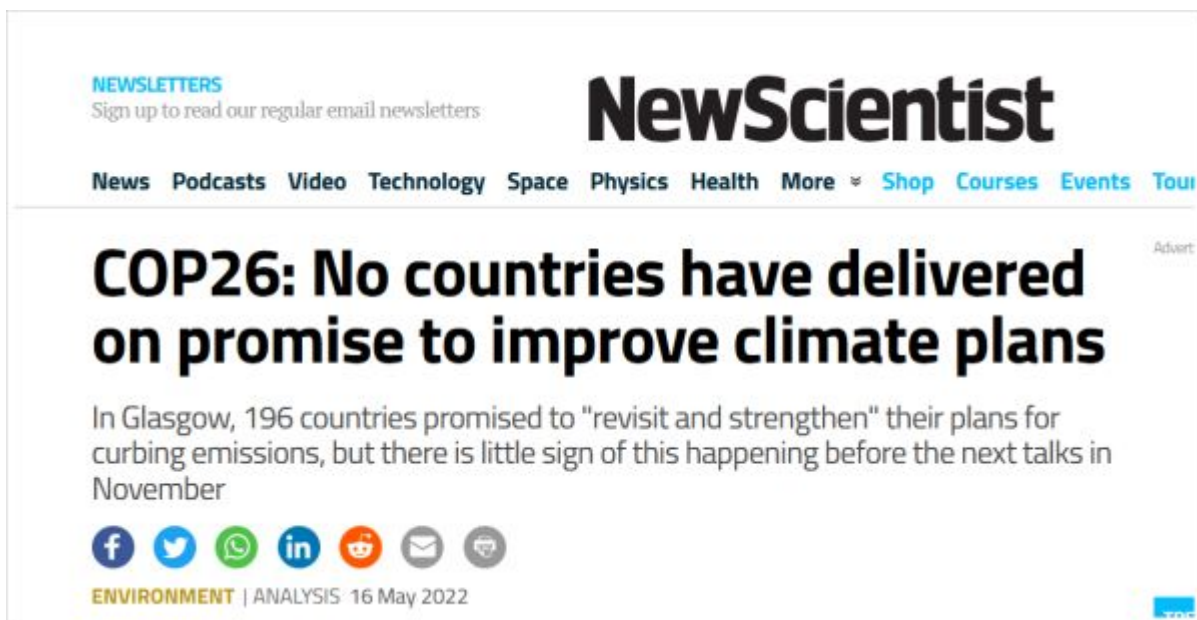 NEWSLETTERS
Sign up to read our regular email newsletters
NewScientist
News Podcasts Video Technology Space Physics Health More Shop Courses Events
COP26: No countries have delivered
on promise to improve climate plans
Advert
In Glasgow, 196 countries promised to "revisit and strengthen" their plans for
curbing emissions, but there is little sign of this happening before the next talks in
November
ENVIRONMENT | ANALYSIS 16 May 2022